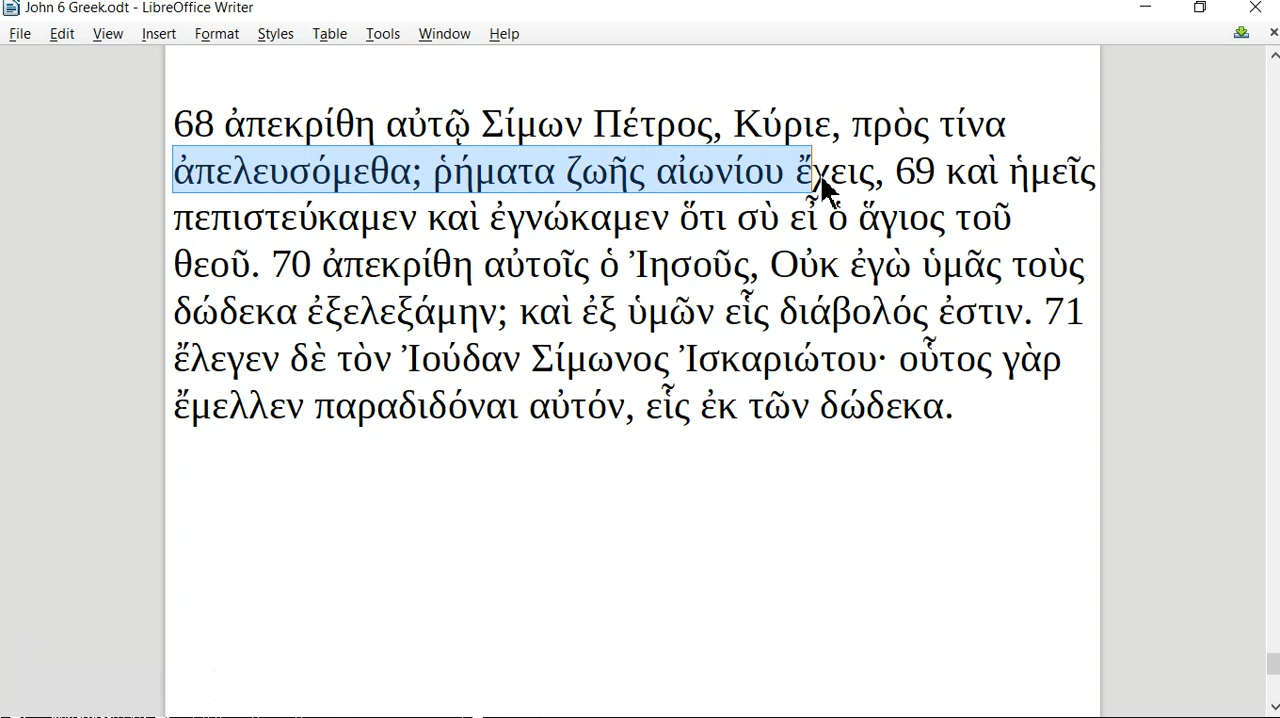 John 6 Greek.odt - LibreOffice Writer
File Edit View Insert Format Styles Table Tools Window Help
68 ἀπεκρίθη αὐτῷ Σίμων Πέτρος, Κύριε, πρὸς τίνα
ἀπελευσόμεθα; ῥήματα ζωῆς αἰωνίου ἔχεις, 69 καὶ ἡμεῖς
πεπιστεύκαμεν καὶ ἐγνώκαμεν ὅτι σὺ εἶ ὁ ἅγιος τοῦ
θεοῦ. 70 ἀπεκρίθη αὐτοῖς ὁ Ἰησοῦς, Οὐκ ἐγὼ ὑμᾶς τοὺς
δώδεκα ἐξελεξάμην; καὶ ἐξ ὑμῶν εἷς διάβολός ἐστιν. 71
ἔλεγεν δὲ τὸν Ἰούδαν Σίμωνος Ἰσκαριώτου· οὗτος γὰρ
ἔμελλεν παραδιδόναι αὐτόν, εἷς ἐκ τῶν δώδεκα.